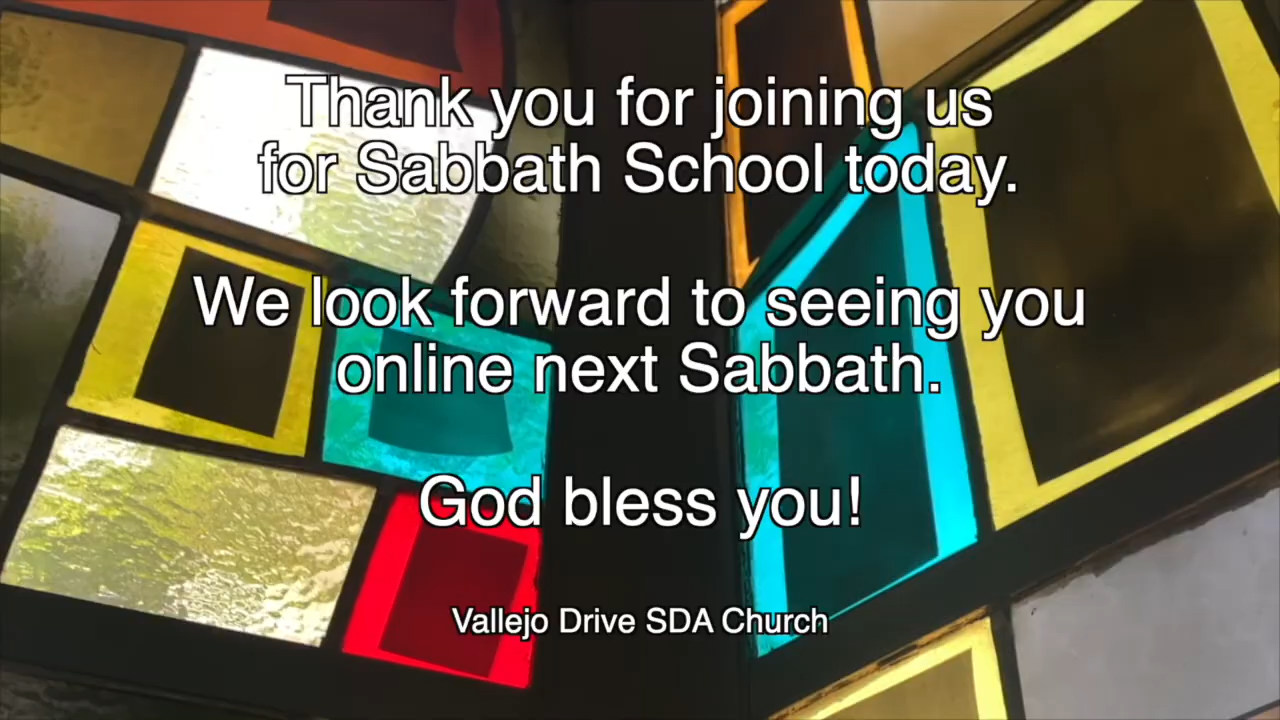 Thank you for joining us
for Sabbath School today.
We look forward to seeing you
online next Sabbath.
God bless you!
Vallejo Drive SDA Church